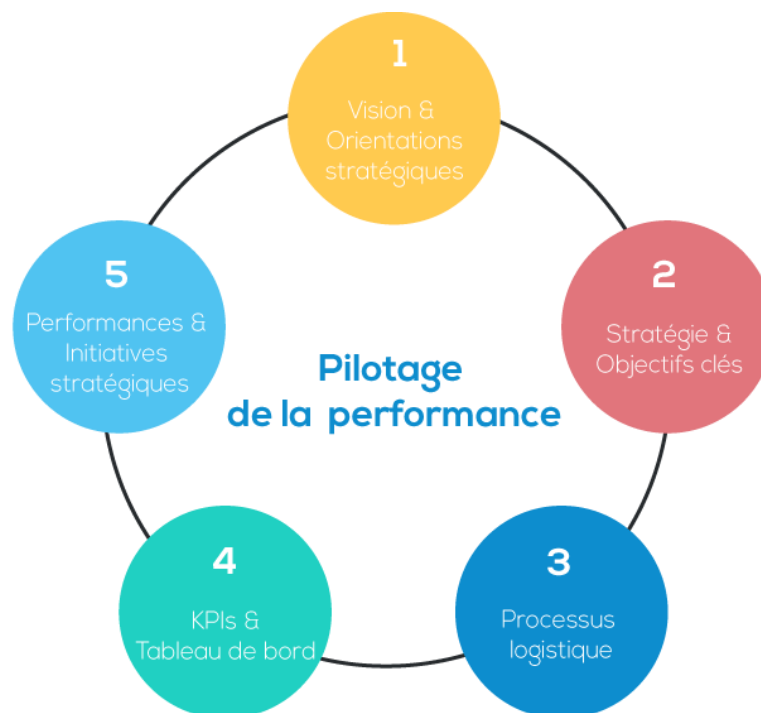 1
Vision &
Orientations
stratégiques
2
Stratégie &
Objectifs clés
3
Processus
logistique
4
KPIs &
Tableau de bord
5
Performances &
Initiatives
stratégiques
Pilotage
de la performance